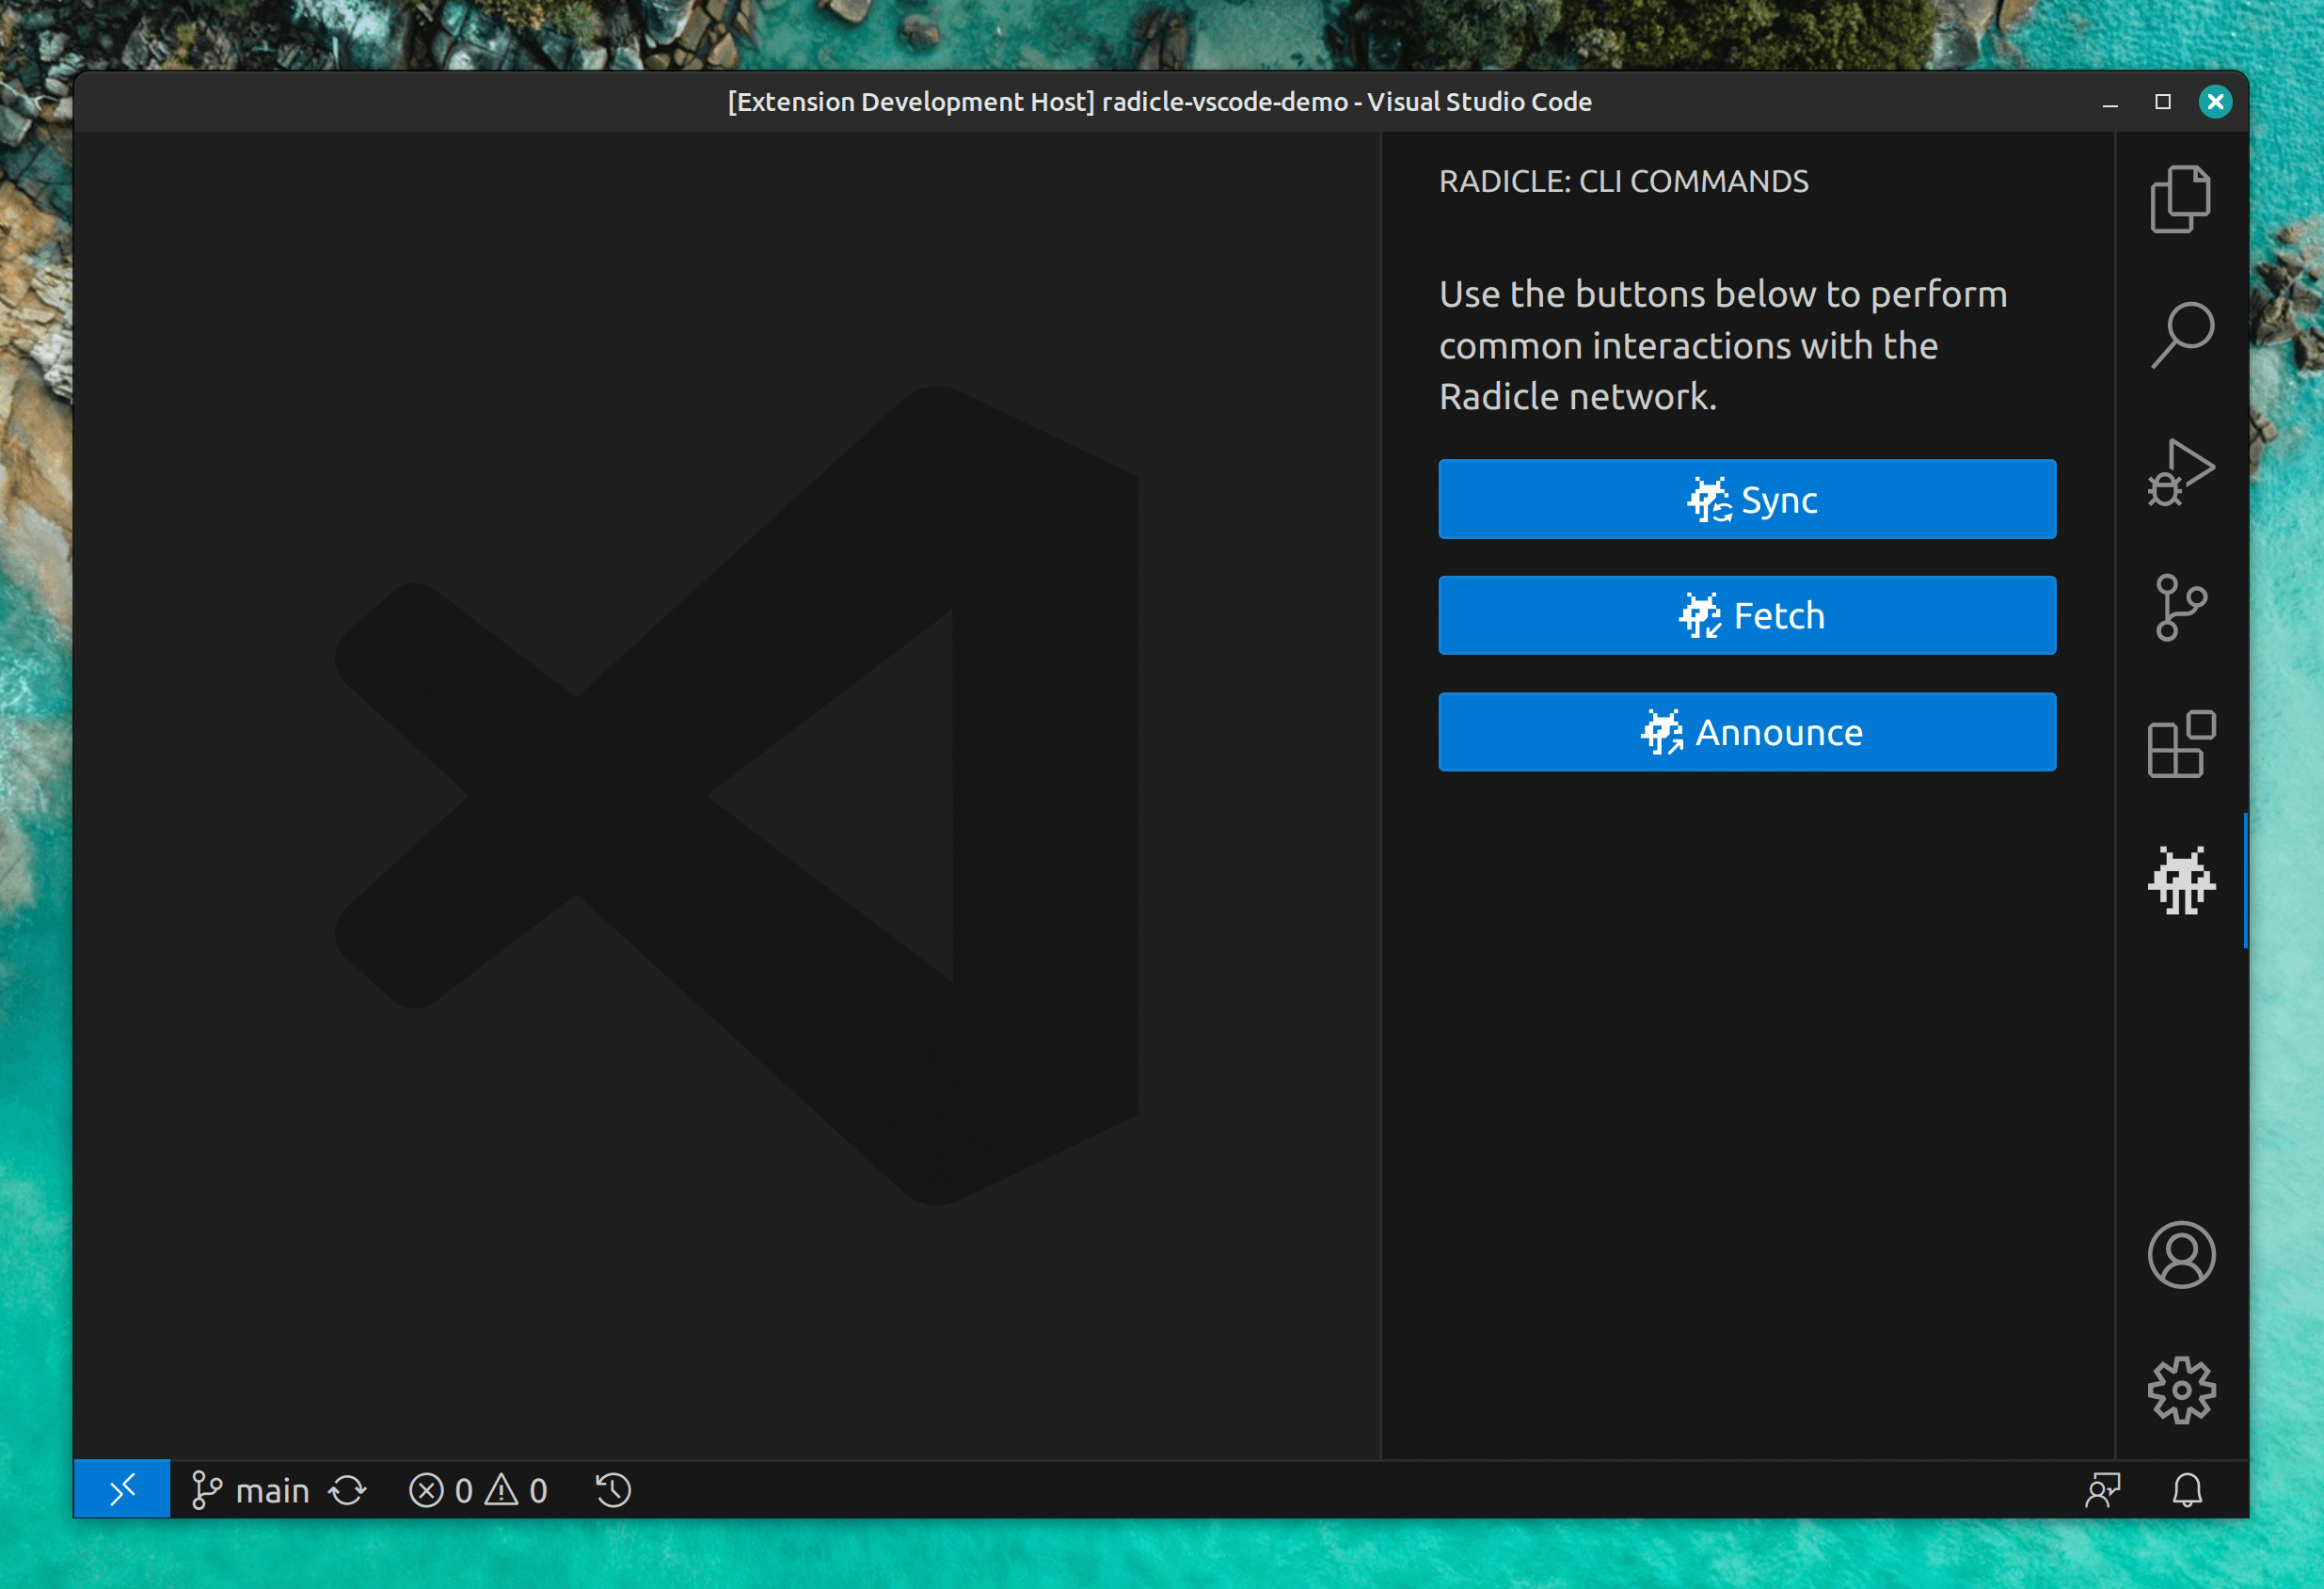 [Extension Development Host] radicle-vscode-demo - Visual Studio Code
RADICLE: CLI COMMANDS
Use the buttons below to perform
common interactions with the
Radicle network.
Sync
Fetch
Announce
main 0 0